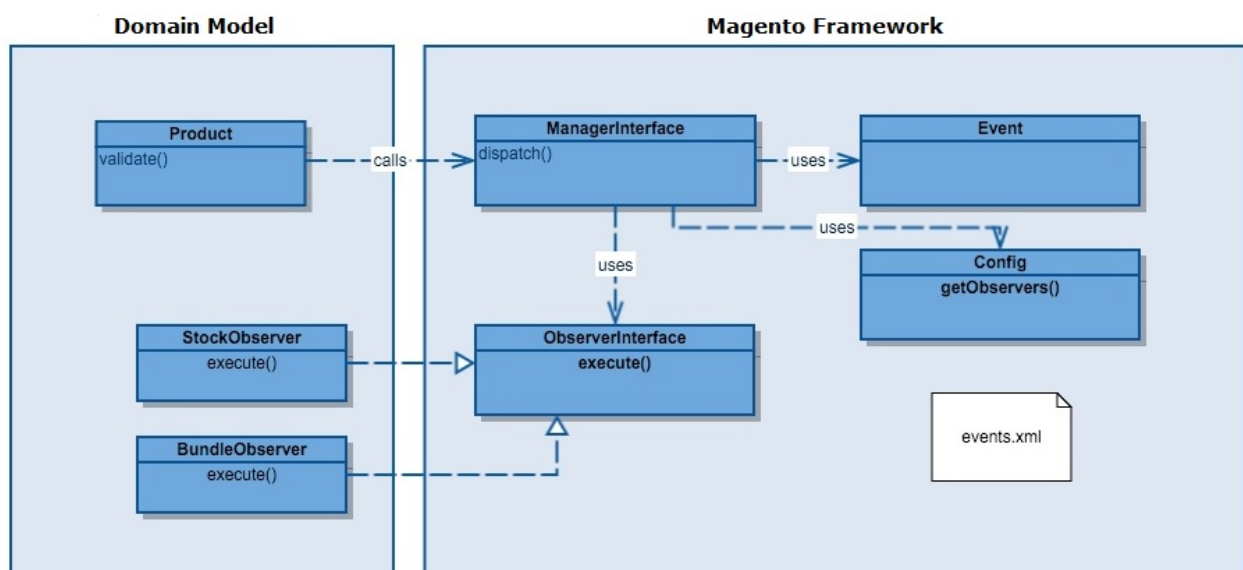 Domain Model
Magento Framework
Product
validate()
calls
ManagerInterface
dispatch()
uses
Event
uses
Config
getObservers()
uses
StockObserver
execute()
ObserverInterface
execute()
BundleObserver
execute()
events.xml